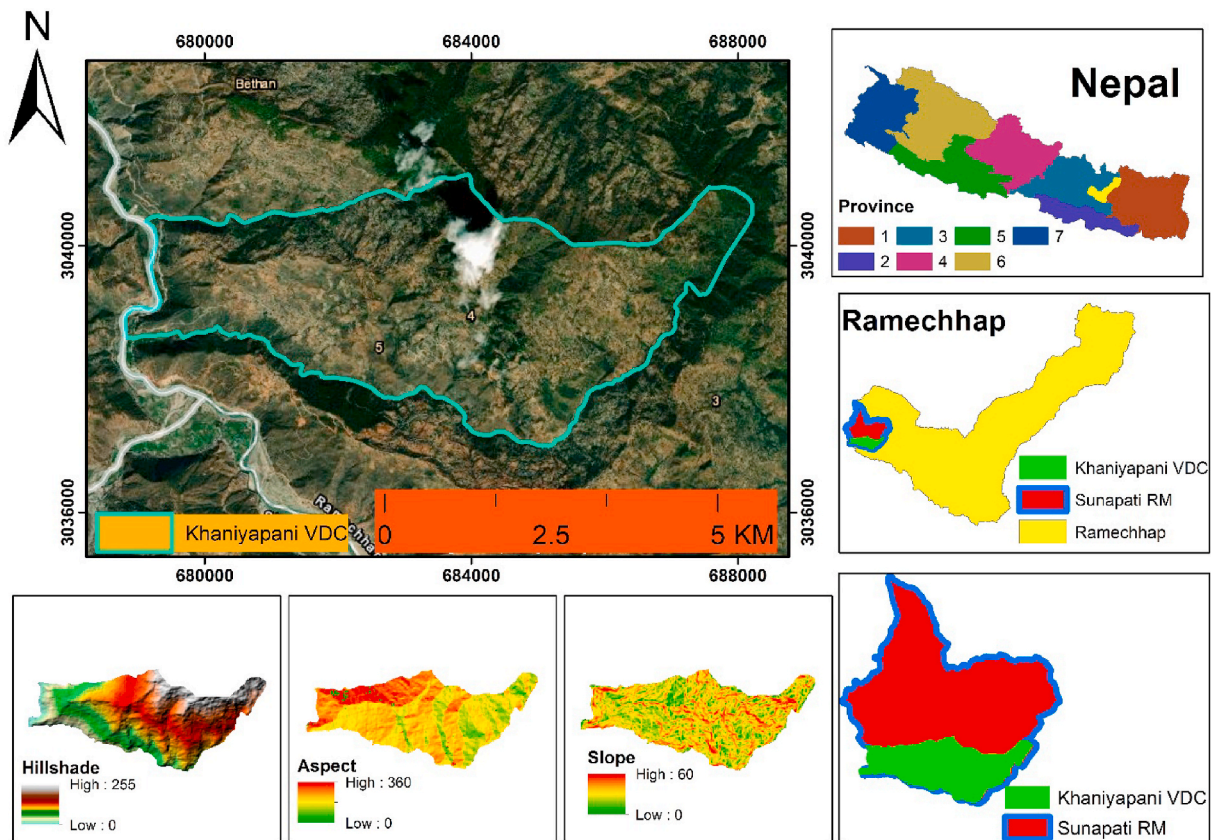 N
680000
684000
688000
3040000
3036000
Bethan
4
5
3
Khaniyapani VDC
0
2.5
5 KM
3040000
3036000
680000
684000
688000
Nepal
Province
1
3
5
7
2
4
6
Ramechhap
Khaniyapani VDC
Sunapati RM
Ramechhap
Hillshade
High : 255
Low : 0
Aspect
High : 360
Low : 0
Slope
High : 60
Low : 0
Khaniyapani VDC
Sunapati RM